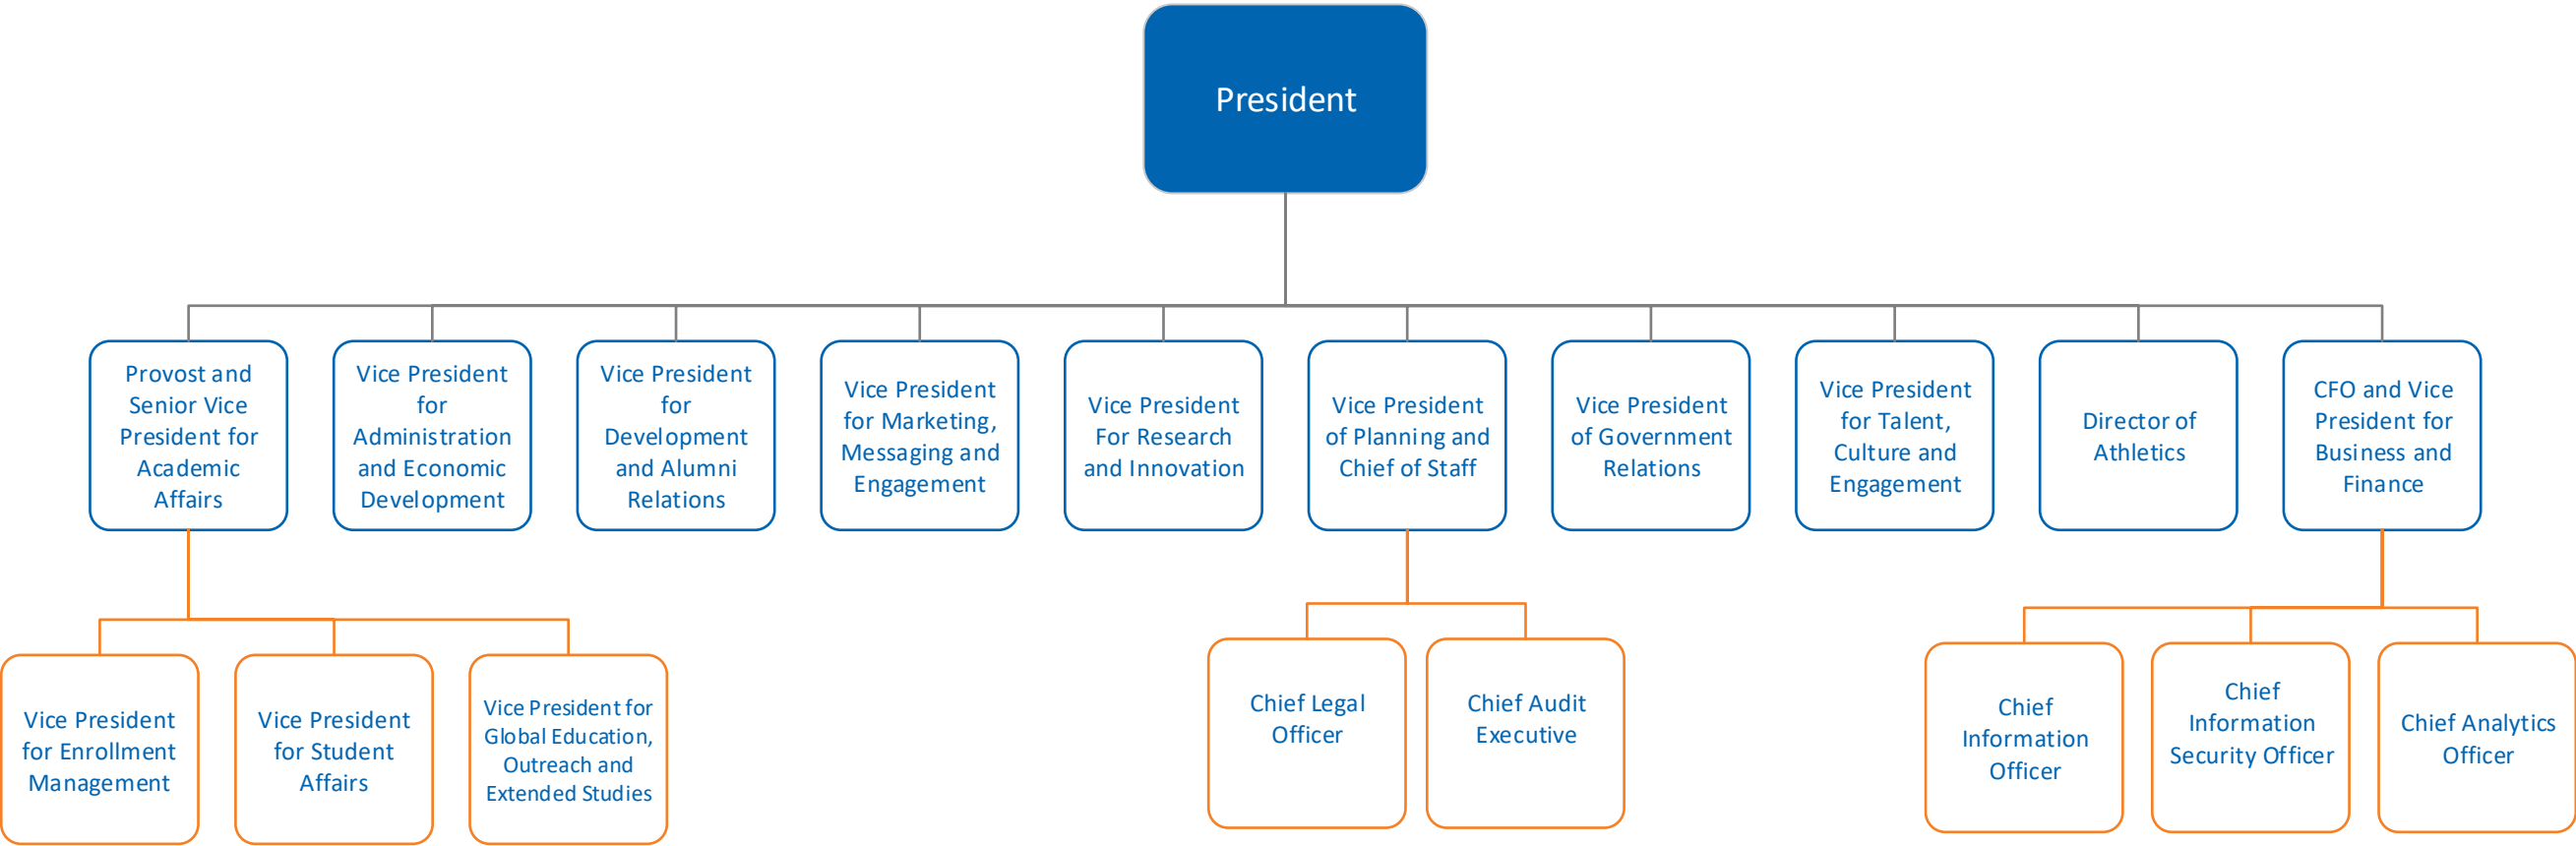 President
Provost and
Senior Vice
President for
Academic
Affairs
Vice President
for
Administration
and Economic
Development
Vice President
for
Development
and Alumni
Relations
Vice President
for Marketing,
Messaging and
Engagement
Vice President
For Research
and Innovation
Vice President
of Planning and
Chief of Staff
Vice President
of Government
Relations
Vice President
for Talent,
Culture and
Engagement
Director of
Athletics
CFO and Vice
President for
Business and
Finance
Vice President
for Enrollment
Management
Vice President
for Student
Affairs
Vice President for
Global Education,
Outreach and
Extended Studies
Chief Legal
Officer
Chief Audit
Executive
Chief
Information
Officer
Chief
Information
Security Officer
Chief Analytics
Officer